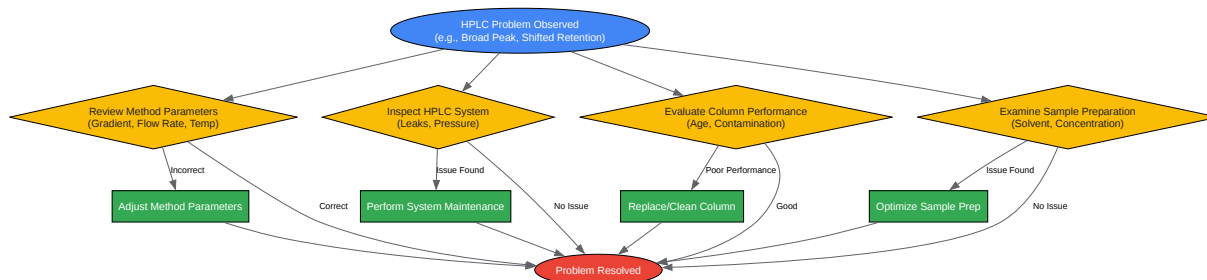 HPLC Problem Observed
(e.g., Broad Peak, Shifted Retention)
Review Method Parameters
(Gradient, Flow Rate, Temp)
Inspect HPLC System
(Leaks, Pressure)
Evaluate Column Performance
(Age, Contamination)
Examine Sample Preparation
(Solvent, Concentration)
Incorrect
Issue Found
Poor Performance
Issue Found
Adjust Method Parameters
Correct
Perform System Maintenance
No Issue
Replace/Clean Column
Good
Optimize Sample Prep
No Issue
Problem Resolved